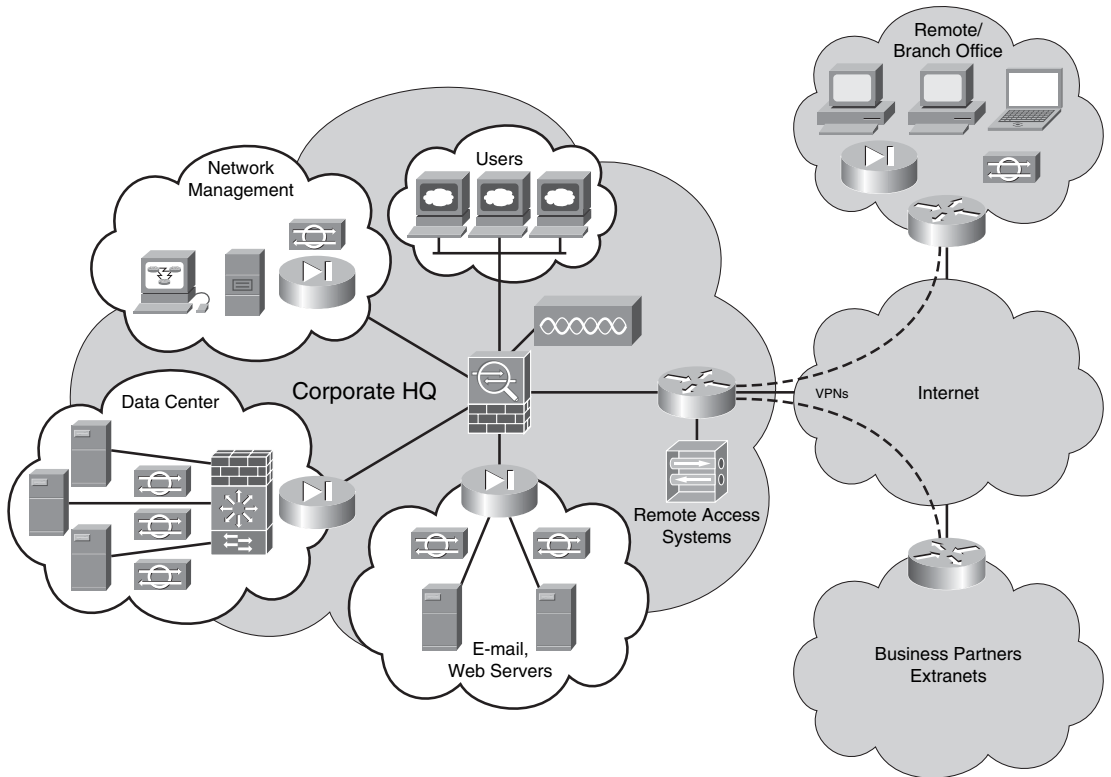 Remote/
Branch Office
Users
Network
Management
Corporate HQ
Data Center
VPNs
Internet
Remote Access
Systems
E-mail,
Web Servers
Business Partners
Extranets